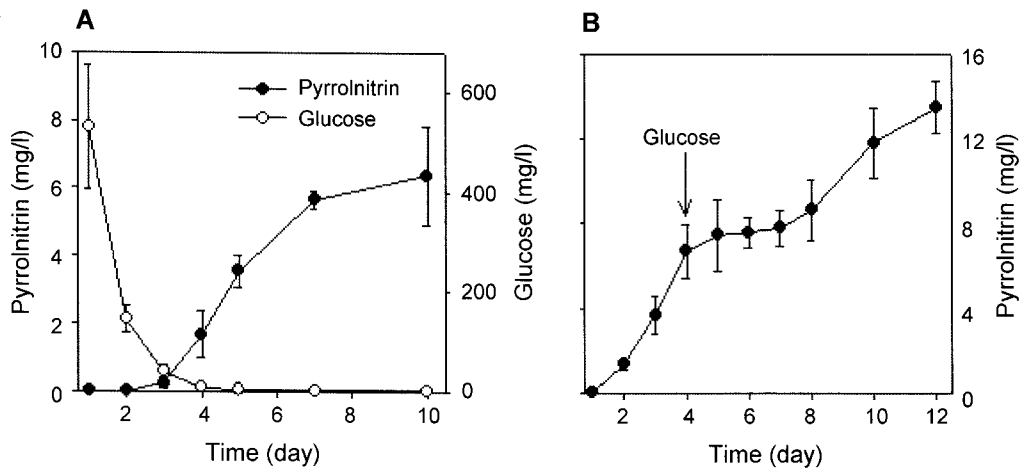 A
B
10
8
6
4
2
0
Pyrrolnitrin (mg/l)
Pyrrolnitrin
Glucose
600
400
200
0
Glucose (mg/l)
2 4 6 8 10
Time (day)
Glucose
16
12
8
4
0
Pyrrolnitrin (mg/l)
2 4 6 8 10 12
Time (day)